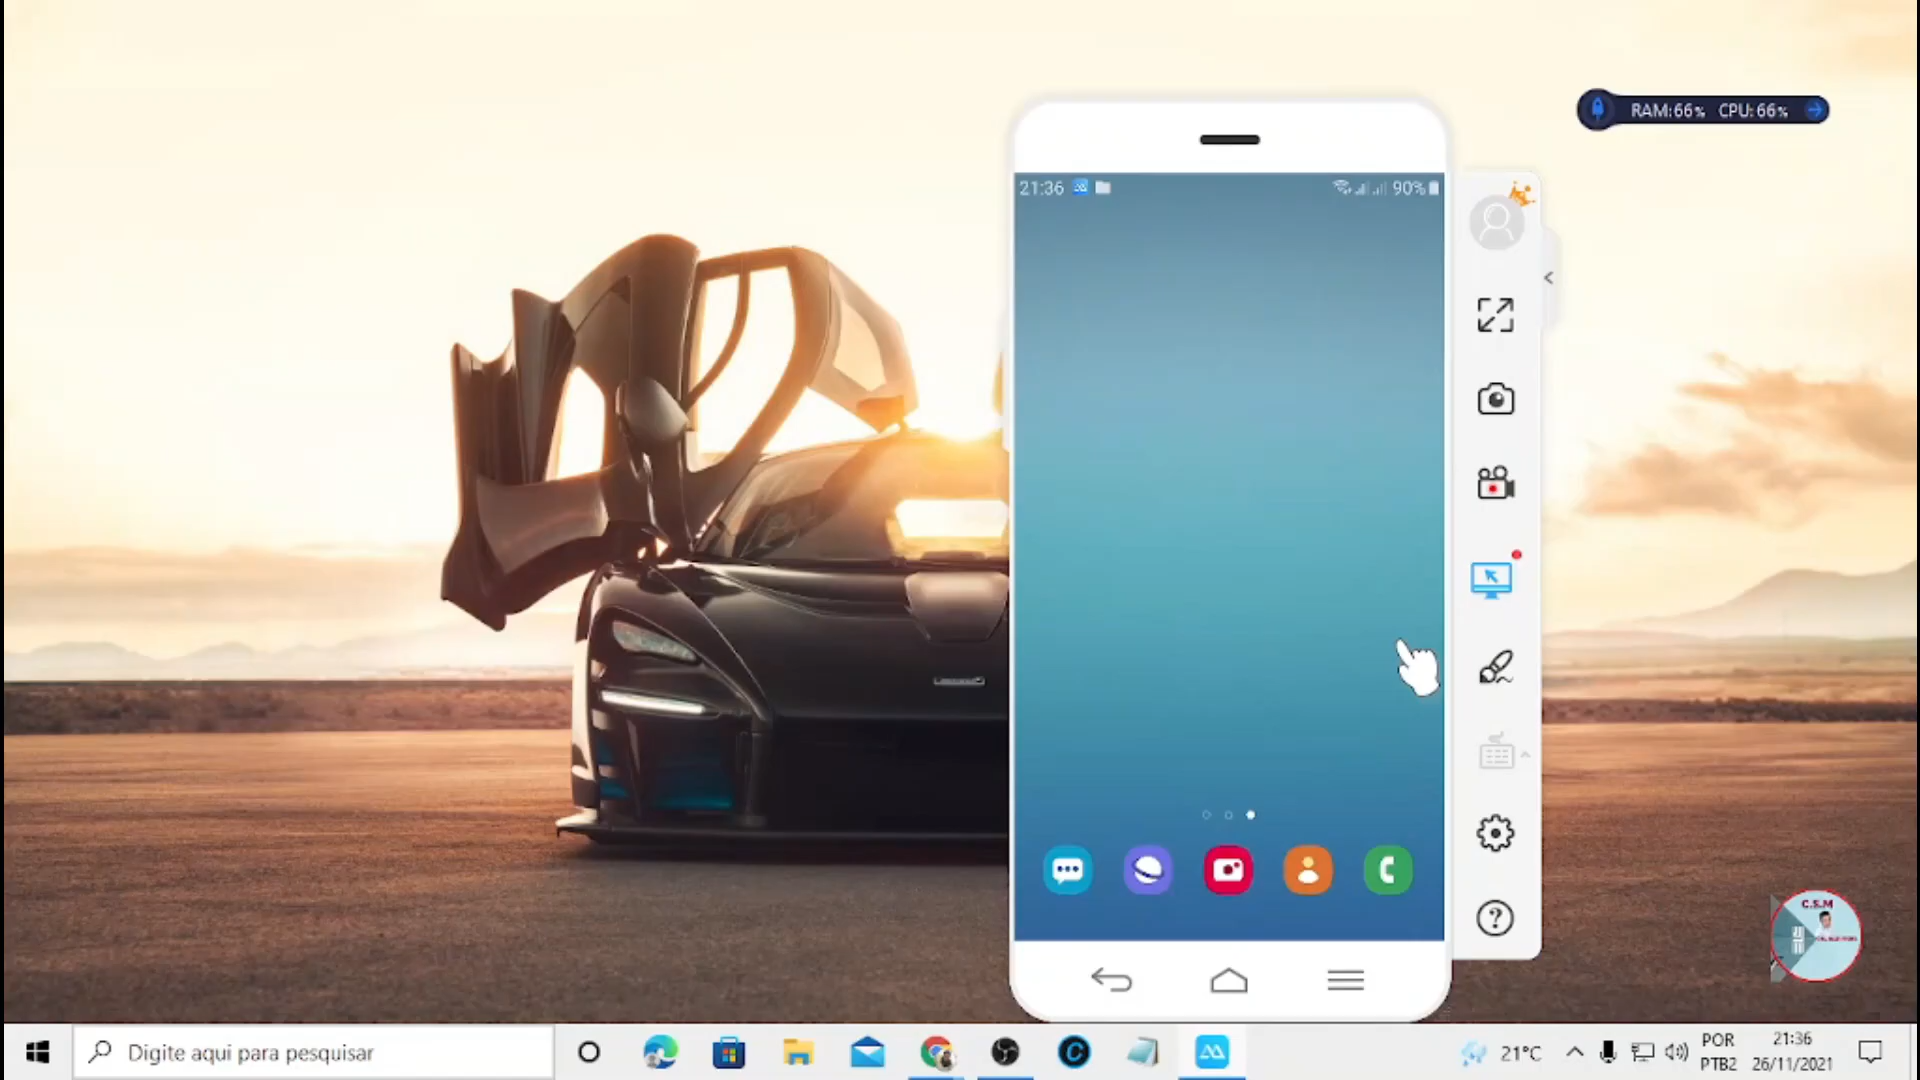 RAM:66% CPU:66%
21:36
90%
C.S.M
Digite aqui para pesquisar
21°C
POR
PTB2
21:36
26/11/2021